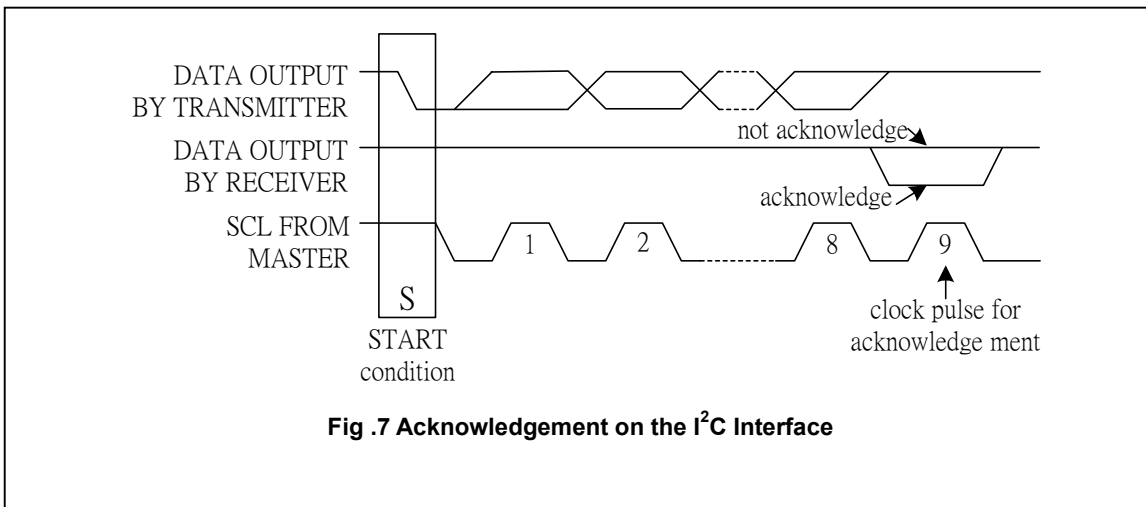 DATA OUTPUT
BY TRANSMITTER
not acknowledge
DATA OUTPUT
BY RECEIVER
acknowledge
SCL FROM
MASTER
1
2
8
9
S
START
condition
clock pulse for
acknowledge ment
Fig .7 Acknowledgement on the I²C Interface